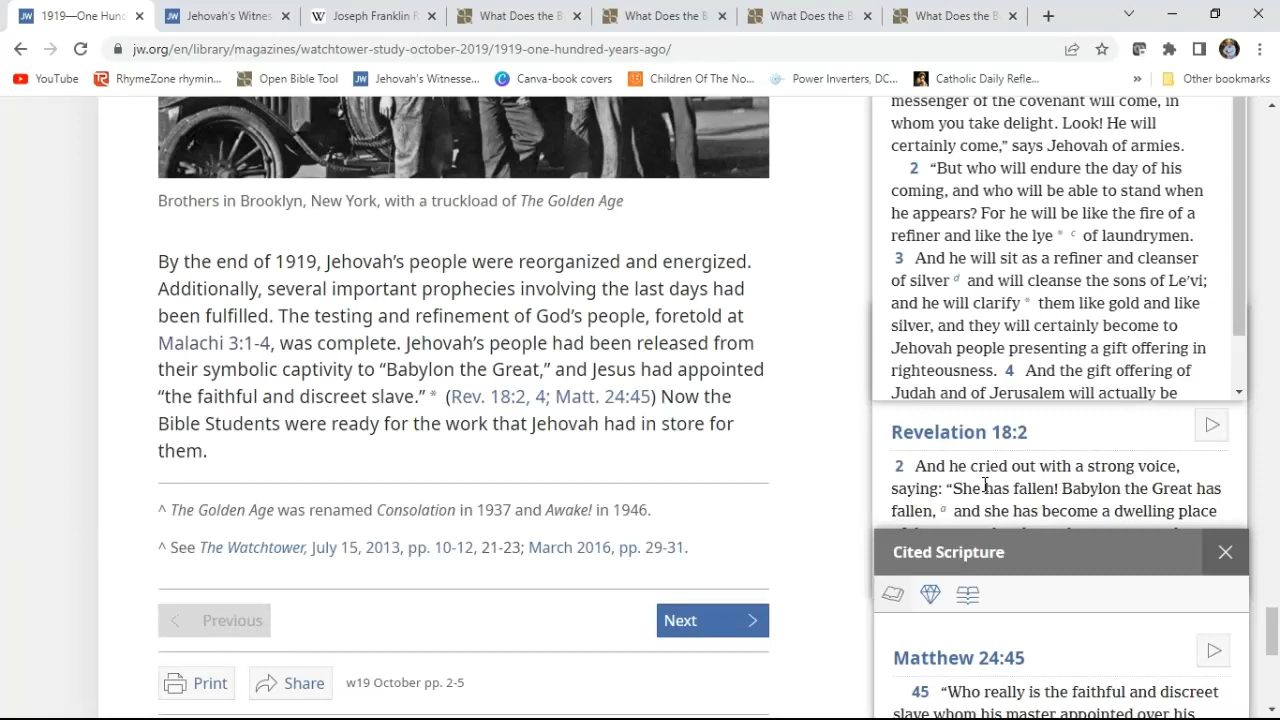 1919—One Hund
Jehovah's Witnes
Joseph Franklin R
What Does the B
What Does the B
What Does the B
What Does the B
jw.org/en/library/magazines/watchtower-study-october-2019/1919-one-hundred-years-ago/
YouTube
RhymeZone rhymin...
Open Bible Tool
Jehovah's Witnesse...
Canva-book covers
Children Of The No...
Power Inverters, DC...
Catholic Daily Refle...
»
Other bookmarks
Brothers in Brooklyn, New York, with a truckload of The Golden Age
By the end of 1919, Jehovah's people were reorganized and energized.
Additionally, several important prophecies involving the last days had
been fulfilled. The testing and refinement of God's people, foretold at
Malachi 3:1-4, was complete. Jehovah's people had been released from
their symbolic captivity to “Babylon the Great,” and Jesus had appointed
“the faithful and discreet slave.” * (Rev. 18:2, 4; Matt. 24:45) Now the
Bible Students were ready for the work that Jehovah had in store for
them.
^ The Golden Age was renamed Consolation in 1937 and Awake! in 1946.
^ See The Watchtower, July 15, 2013, pp. 10-12, 21-23; March 2016, pp. 29-31.
Previous
Next
Print
Share
w19 October pp. 2-5
messenger of the covenant will come, in
whom you take delight. Look! He will
certainly come,” says Jehovah of armies.
2 “But who will endure the day of his
coming, and who will be able to stand when
he appears? For he will be like the fire of a
refiner and like the lye * c of laundrymen.
3 And he will sit as a refiner and cleanser
of silver d and will cleanse the sons of Leʹvi;
and he will clarify * them like gold and like
silver, and they will certainly become to
Jehovah people presenting a gift offering in
righteousness. 4 And the gift offering of
Judah and of Jerusalem will actually be
Revelation 18:2
2 And he cried out with a strong voice,
saying: “She has fallen! Babylon the Great has
fallen, a and she has become a dwelling place
Cited Scripture
Matthew 24:45
45 “Who really is the faithful and discreet
slave whom his master appointed over his